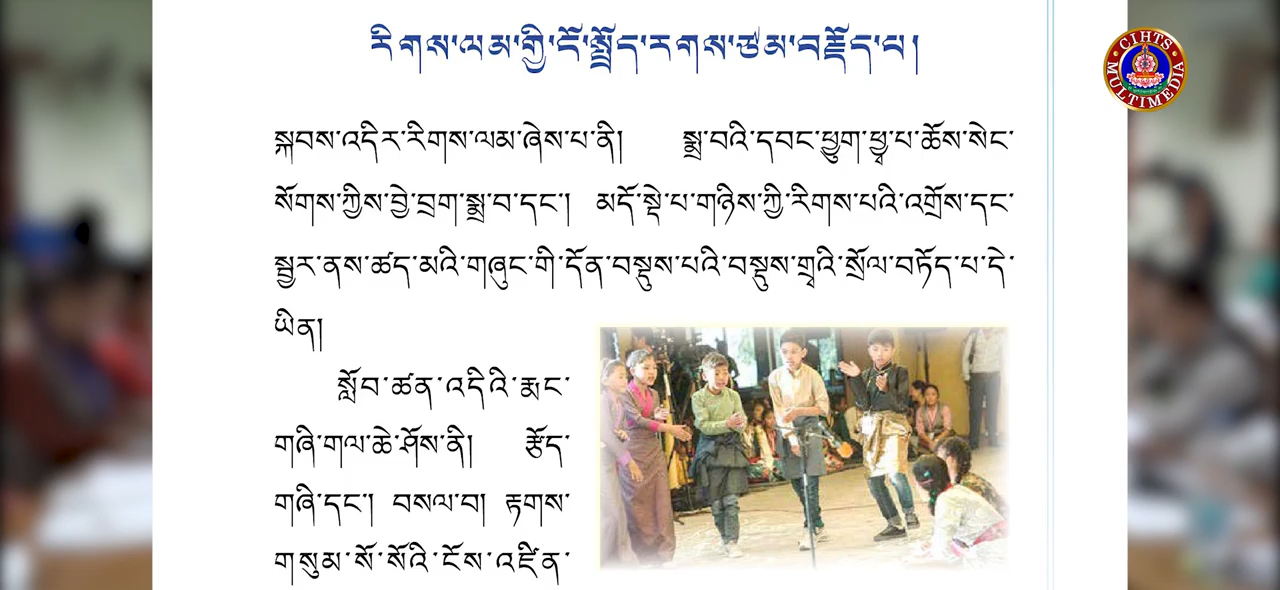 རིགས་ལམ་གྱི་ངོ་སྤྲོད་རགས་ཙམ་བརྗོད་པ།
CIHTS
MULTIMEDIA
སྐབས་འདིར་རིགས་ལམ་ཞེས་པ་ནི། སྨྲ་བའི་དབང་ཕྱུག་ཕྱྭ་པ་ཆོས་སེང་
སོགས་ཀྱིས་བྱེ་བྲག་སྨྲ་བ་དང་། མདོ་སྡེ་པ་གཉིས་ཀྱི་རིགས་པའི་འགྲོས་དང་
སྦྱར་ནས་ཚད་མའི་གཞུང་གི་དོན་བསྡུས་པའི་བསྡུས་གྲྭའི་སྲོལ་བཏོད་པ་དེ་
ཡིན།
སློབ་ཚན་འདིའི་རྨང་
གཞི་གལ་ཆེ་ཤོས་ནི། རྩོད་
གཞི་དང་། བསལ་བ། རྟགས་
གསུམ་སོ་སོའི་ངོས་འཛིན་